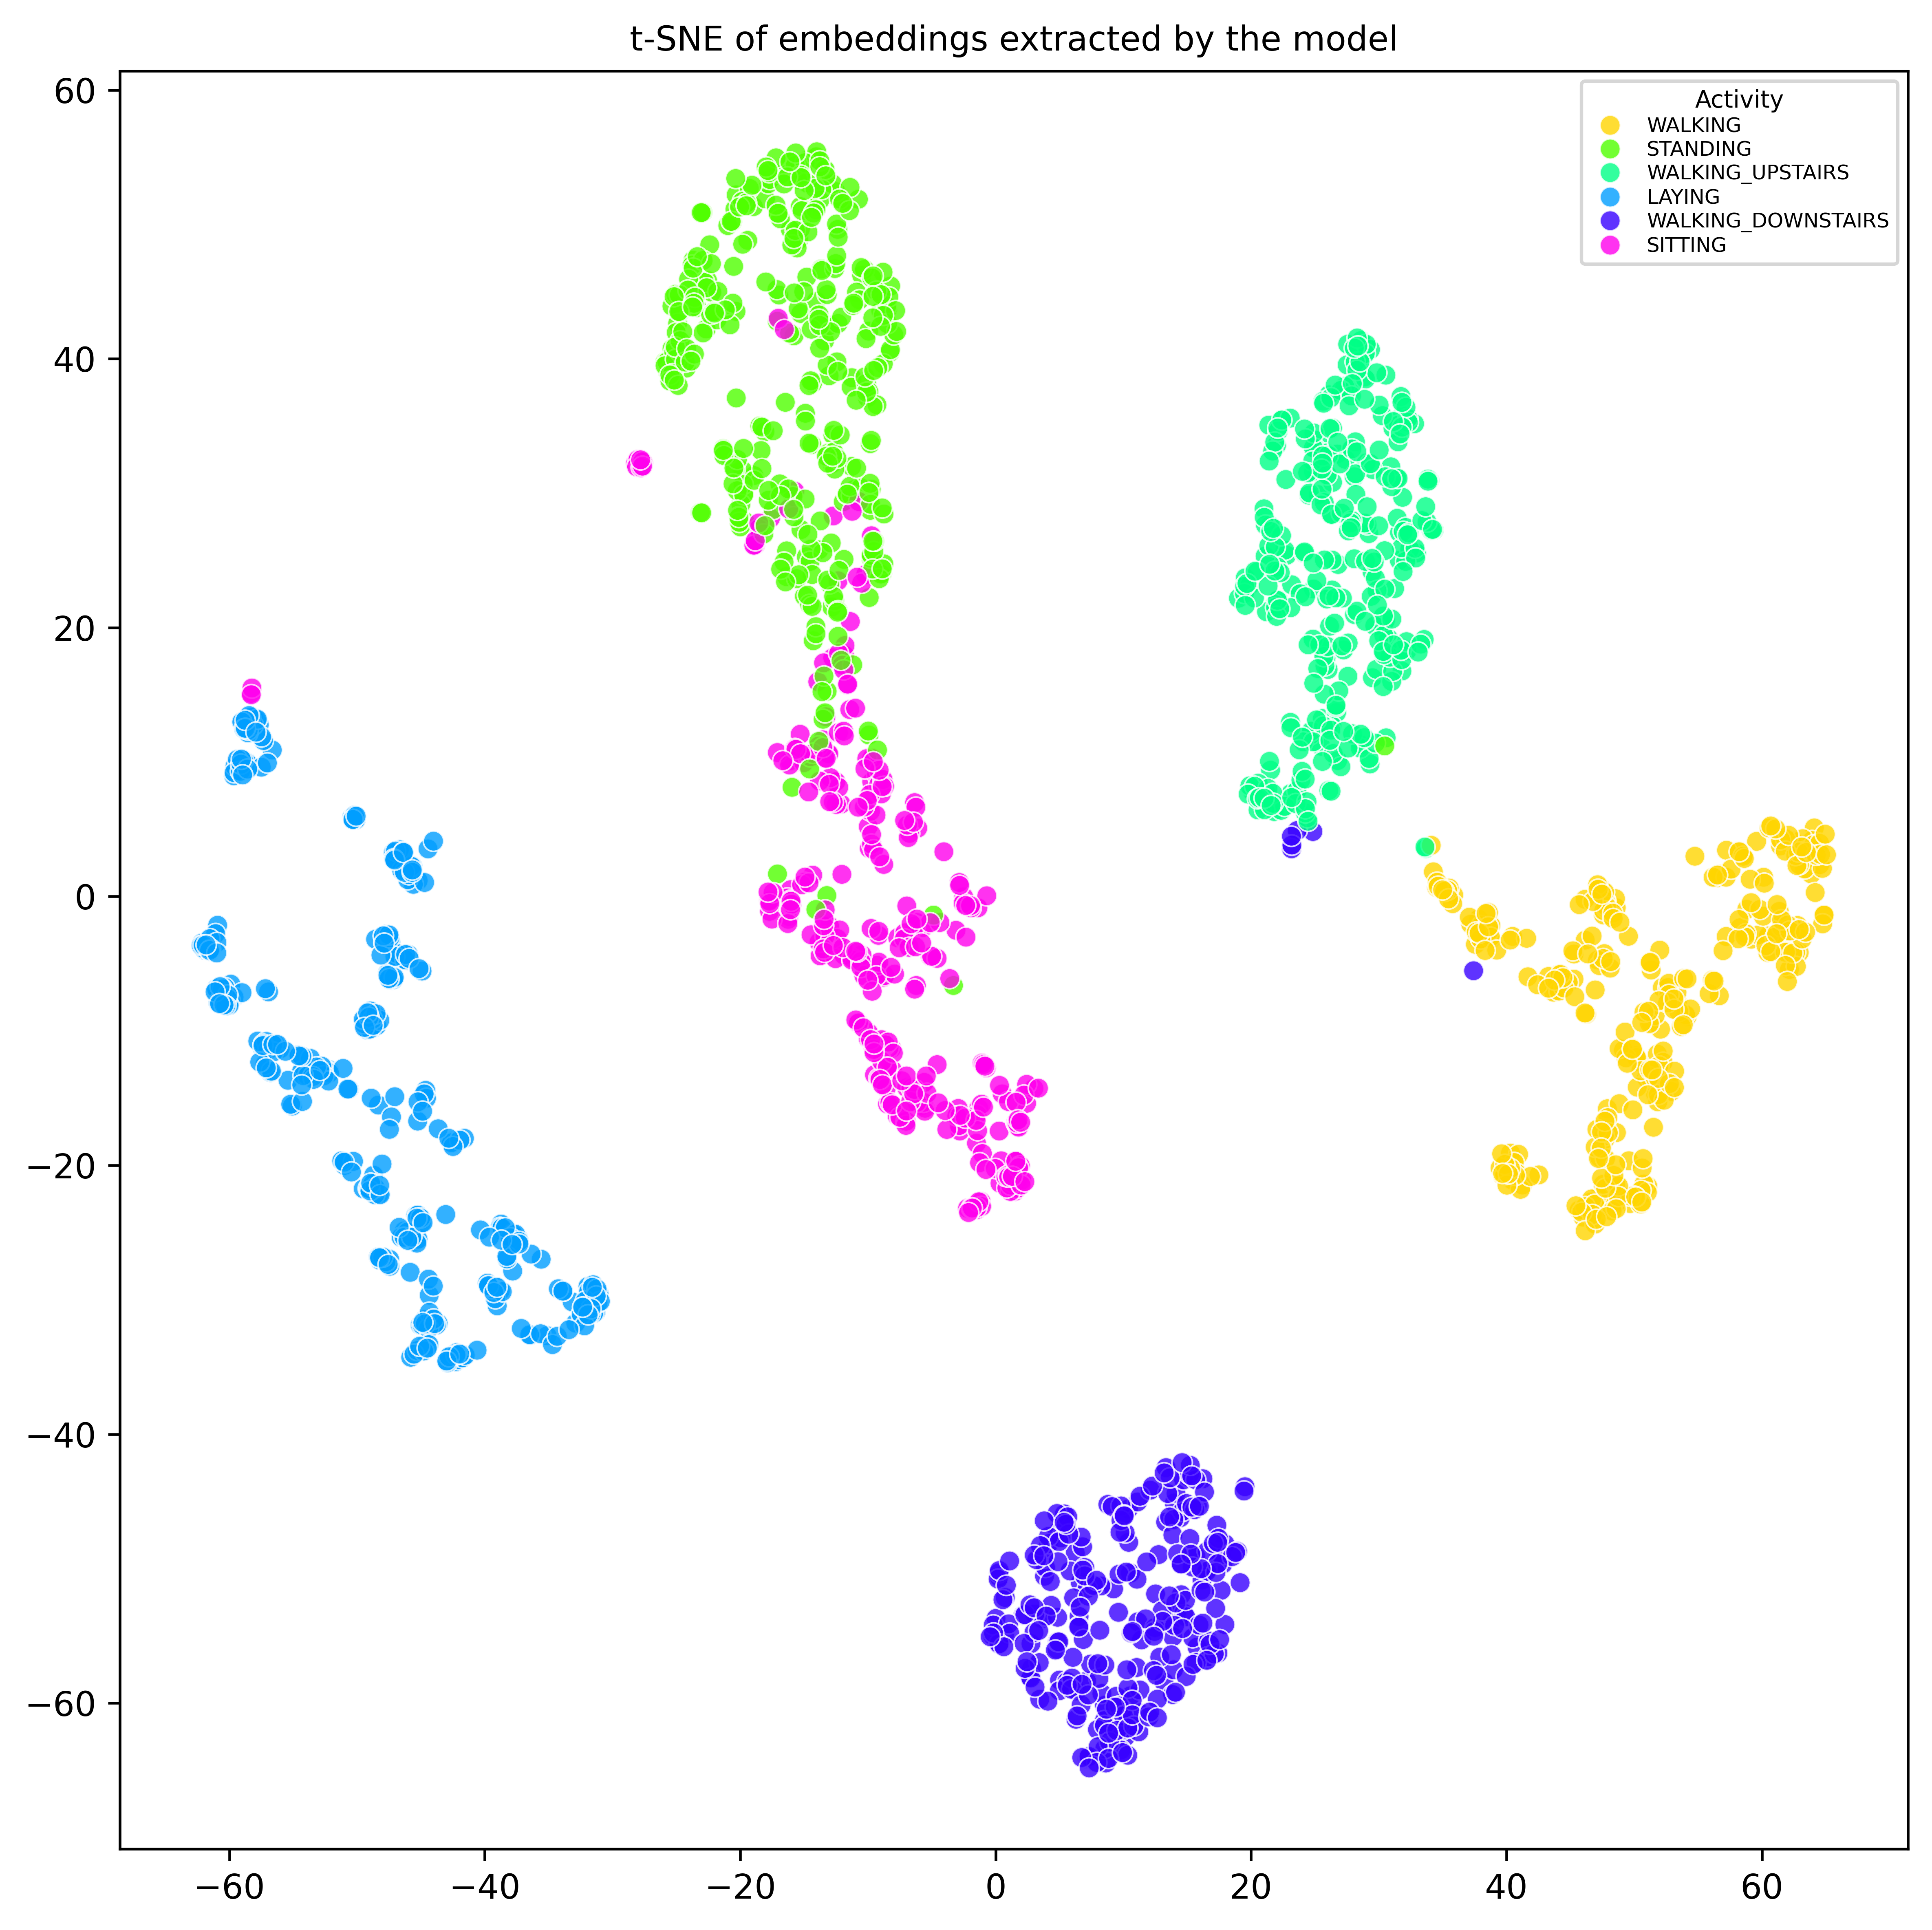 t-SNE of embeddings extracted by the model
Activity
WALKING
STANDING
WALKING_UPSTAIRS
LAYING
WALKING_DOWNSTAIRS
SITTING
60
40
20
0
−20
−40
−60
−60 −40 −20 0 20 40 60